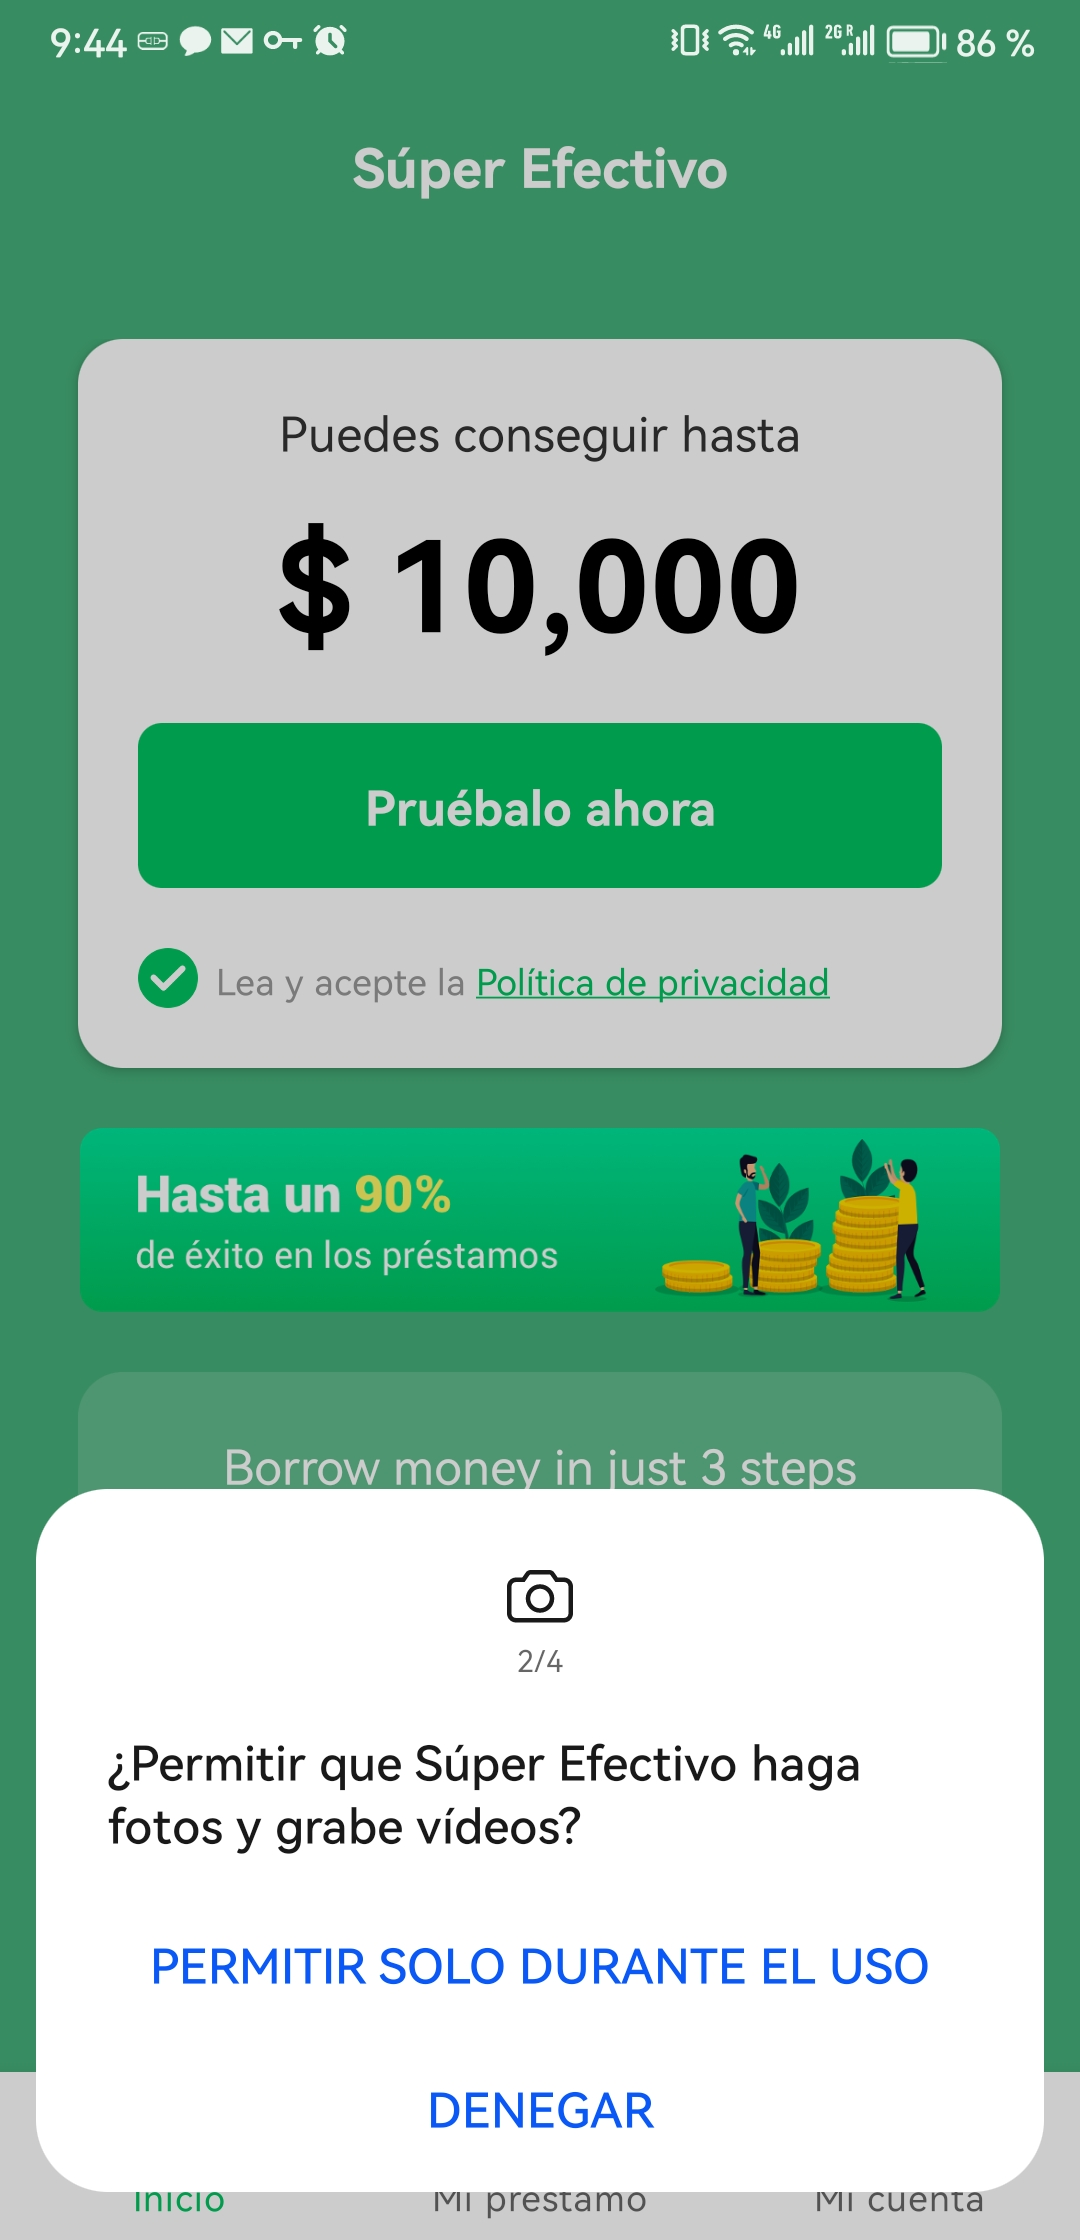 9:44
4G
2G R
86 %
Súper Efectivo
Puedes conseguir hasta
$ 10,000
Pruébalo ahora
Lea y acepte la Política de privacidad
Hasta un 90%
de éxito en los préstamos
Borrow money in just 3 steps
2/4
¿Permitir que Súper Efectivo haga
fotos y grabe vídeos?
PERMITIR SOLO DURANTE EL USO
DENEGAR
Inicio
Mi préstamo
Mi cuenta